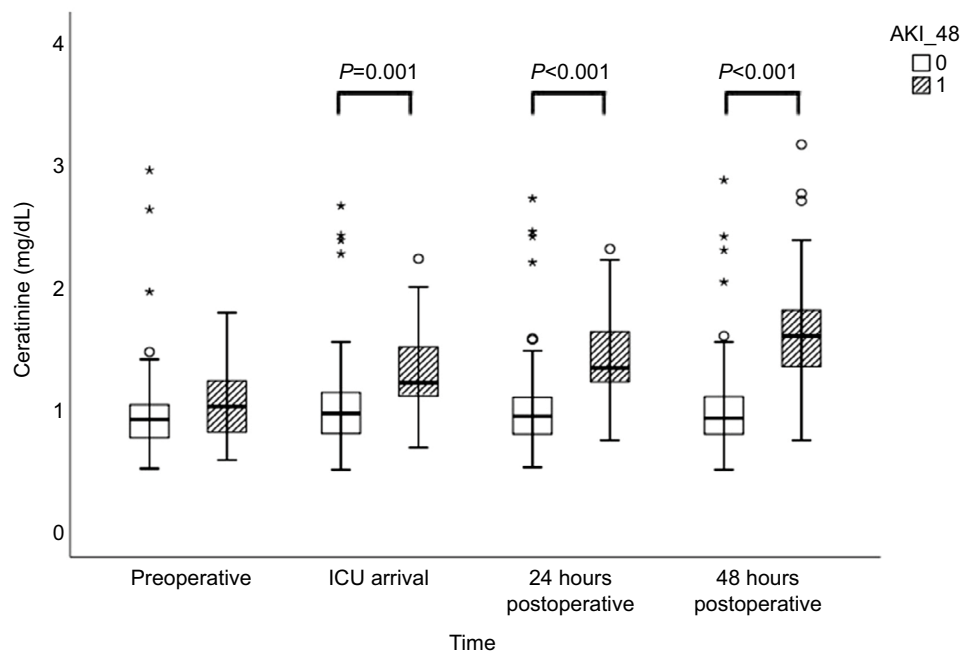 AKI_48
0
1
4
3
2
1
0
Ceratinine (mg/dL)
P=0.001
P<0.001
P<0.001
Preoperative
ICU arrival
24 hours
postoperative
48 hours
postoperative
Time